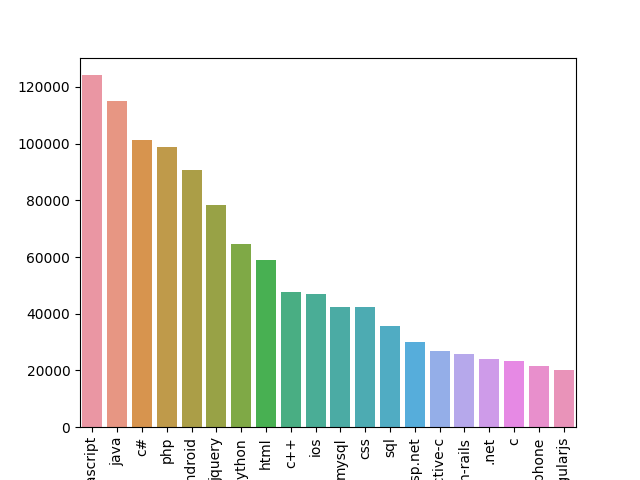 120000
100000
80000
60000
40000
20000
0
ascript
java
c#
php
ndroid
jquery
ython
html
c++
ios
mysql
css
sql
sp.net
ctive-c
n-rails
.net
c
phone
gularjs